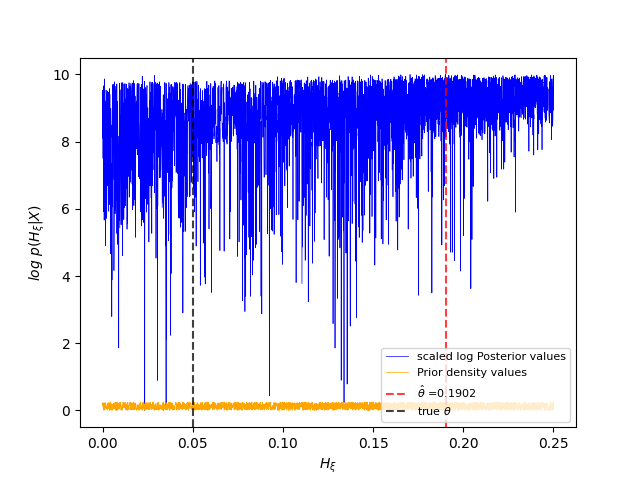 10
8
6
4
2
0
log p(H_ξ|X)
scaled log Posterior values
Prior density values
θ̂ =0.1902
true θ
0.00 0.05 0.10 0.15 0.20 0.25
H_ξ